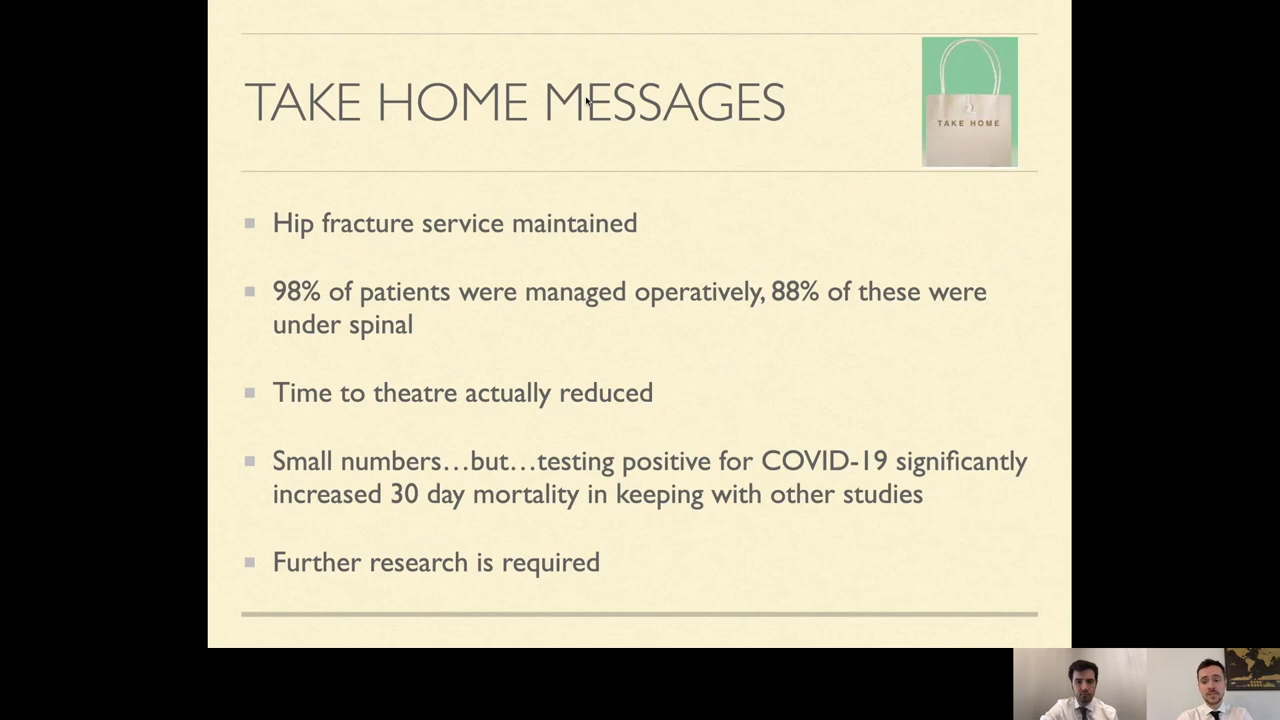 TAKE HOME MESSAGES
TAKE HOME
Hip fracture service maintained
98% of patients were managed operatively, 88% of these were
under spinal
Time to theatre actually reduced
Small numbers…but…testing positive for COVID-19 significantly
increased 30 day mortality in keeping with other studies
Further research is required